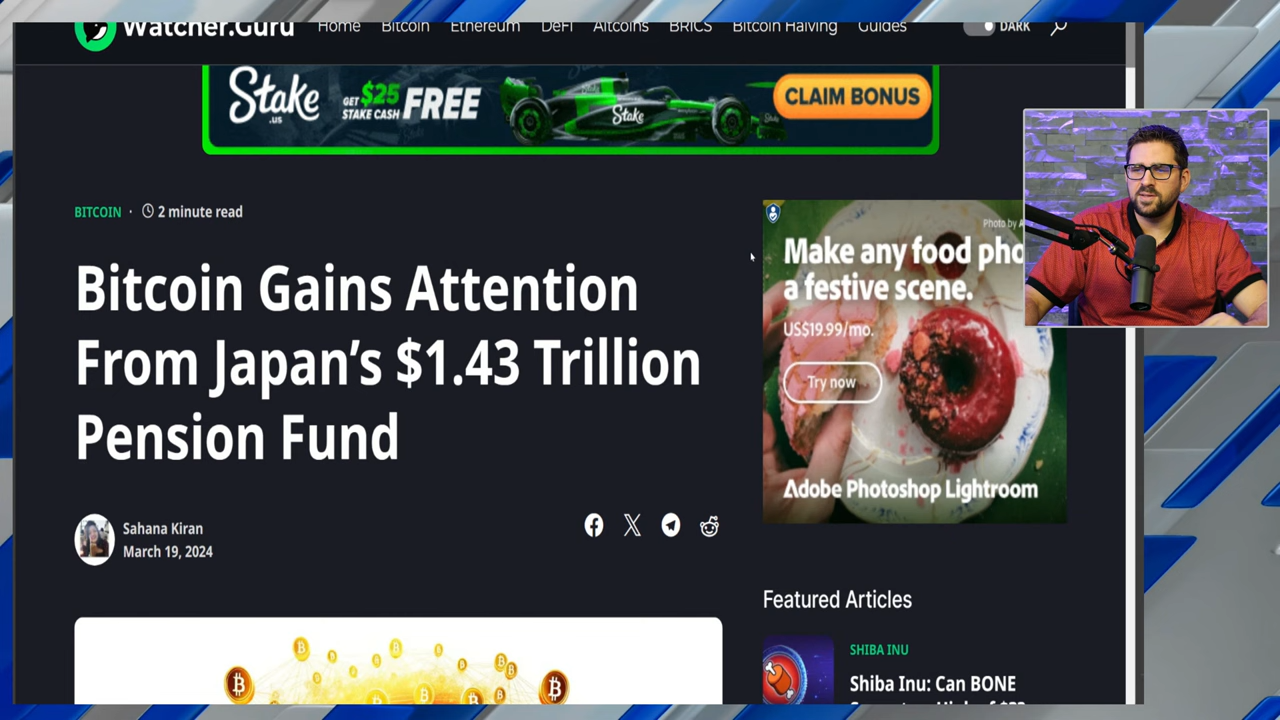 Watcher.Guru
Home Bitcoin Ethereum DeFi Altcoins BRICS Bitcoin Halving Guides
DARK
Stake
.US
GET $25
STAKE CASH
FREE
Stake
CLAIM BONUS
BITCOIN · 2 minute read
Bitcoin Gains Attention
From Japan's $1.43 Trillion
Pension Fund
Sahana Kiran
March 19, 2024
Photo by A
Make any food pho
a festive scene.
US$19.99/mo.
Try now
Adobe Photoshop Lightroom
Featured Articles
SHIBA INU
Shiba Inu: Can BONE